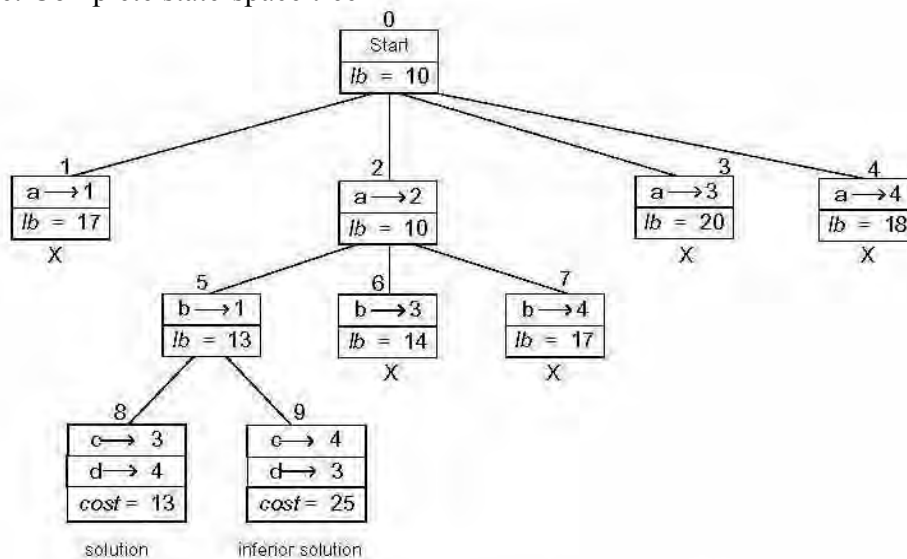 0
Start
lb = 10
1
2
3
4
a → 1
a → 2
a → 3
a → 4
lb = 17
lb = 10
lb = 20
lb = 18
X
X
X
5
6
7
b → 1
b → 3
b → 4
lb = 13
lb = 14
lb = 17
X
X
8
9
c → 3
c → 4
d → 4
d → 3
cost = 13
cost = 25
solution
inferior solution